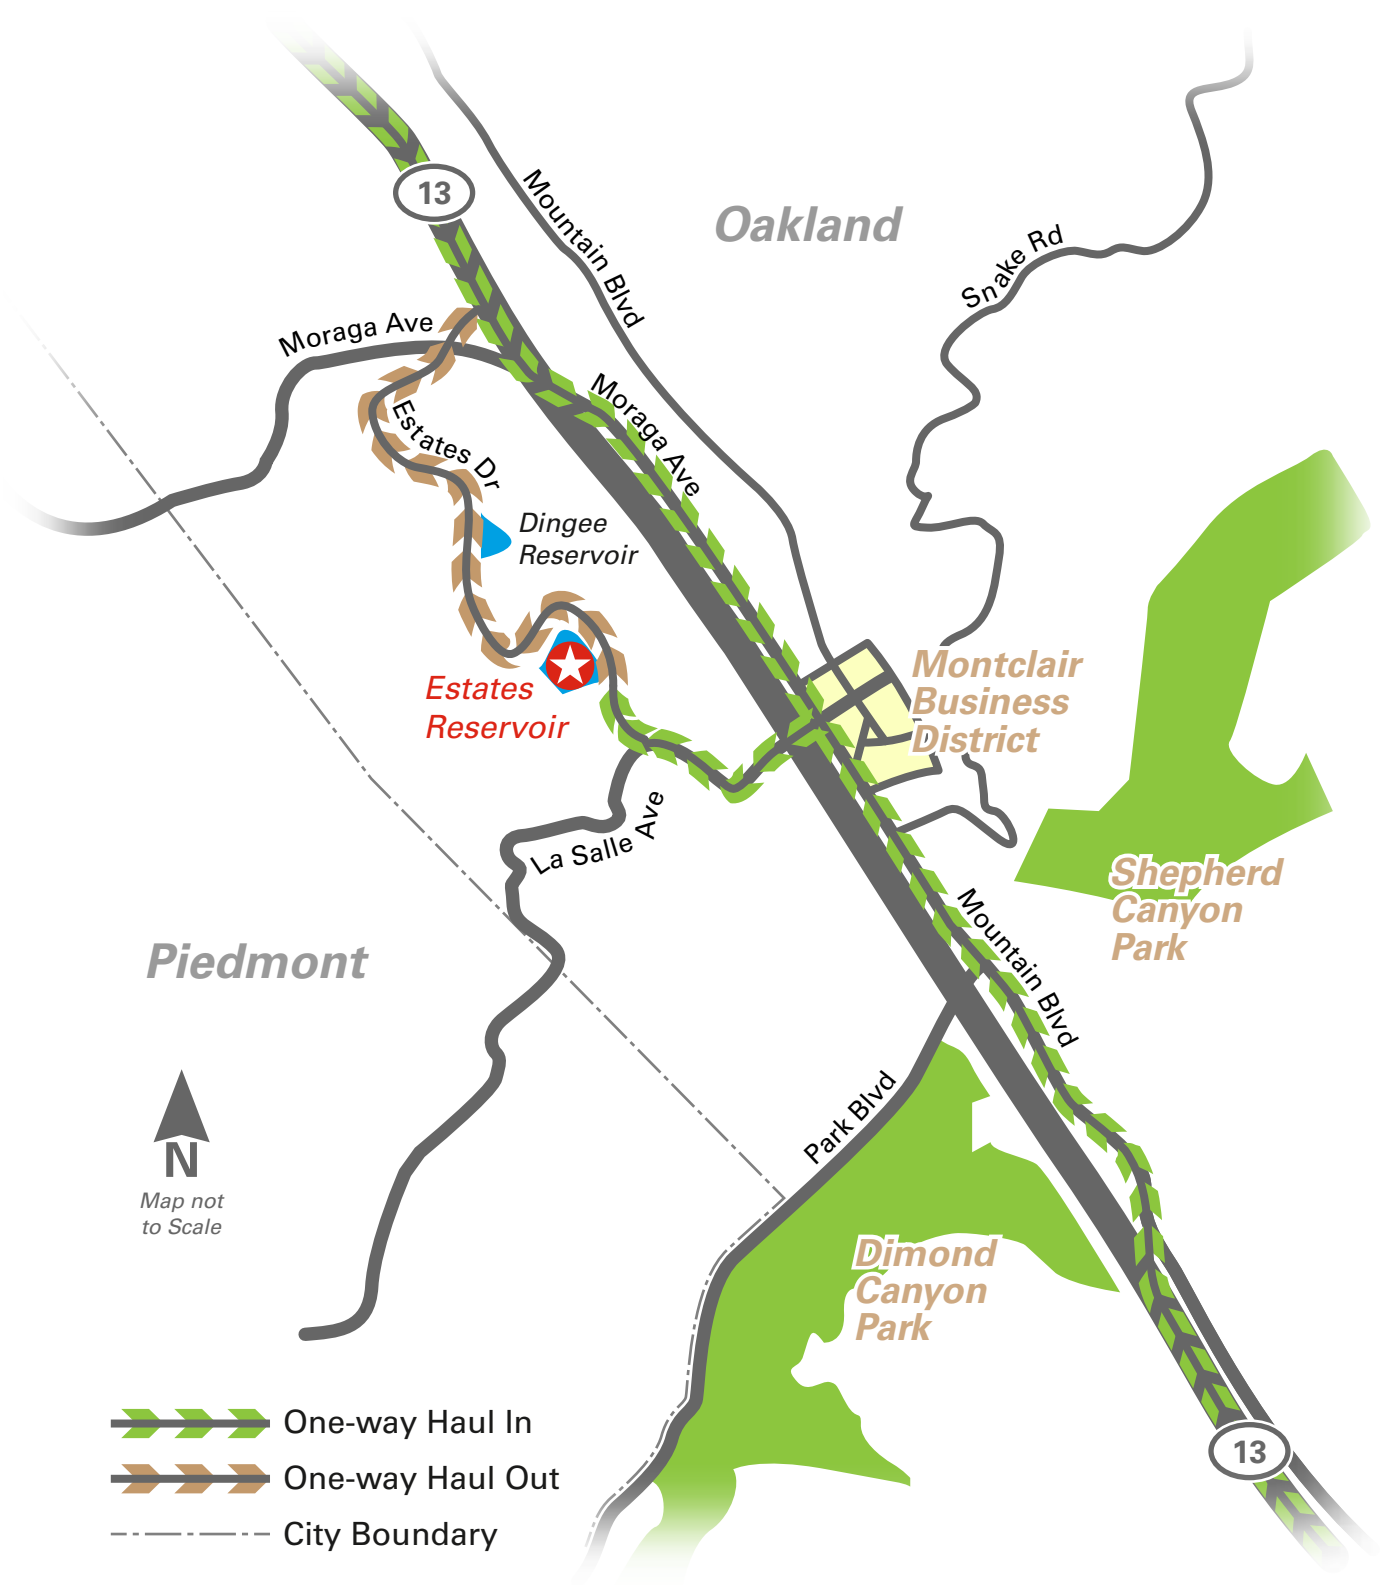 13
Mountain Blvd
Oakland
Snake Rd
Moraga Ave
Moraga Ave
Estates Dr
Dingee
Reservoir
Estates
Reservoir
Montclair
Business
District
La Salle Ave
Shepherd
Canyon
Park
Mountain Blvd
Piedmont
Park Blvd
N
Map not
to Scale
Dimond
Canyon
Park
13
One-way Haul In
One-way Haul Out
City Boundary